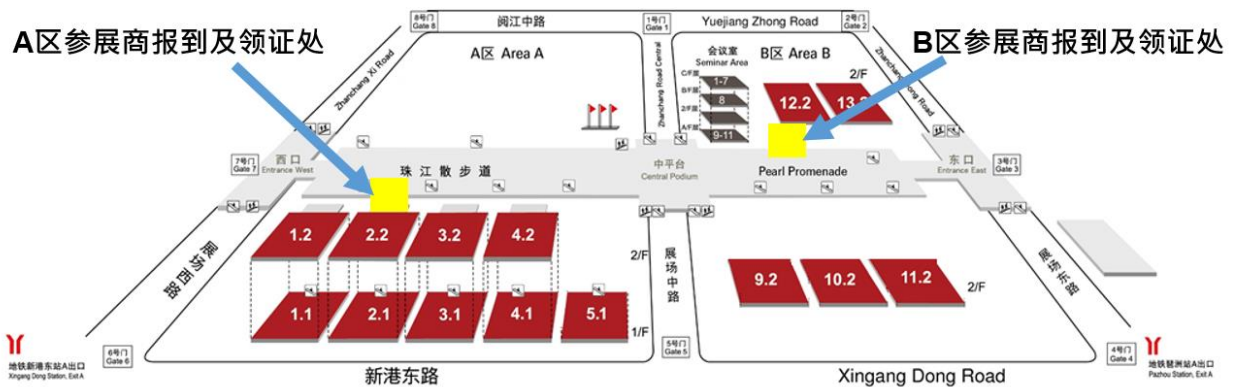 8号门
Gate 8
阅江中路
1号门
Gate 1
Yuejiang Zhong Road
2号门
Gate 2
A区参展商报到及领证处
B区参展商报到及领证处
A区 Area A
会议室
Seminar Area
B区 Area B
2/F
Zhanchang Xi Road
Zhanchang Road Central
Zhanchang Dong Road
C/F层
1-7
B/F层
8
2/F层
A/F层
9-11
12.2
13.2
7号门
Gate 7
西口
Entrance West
珠江散步道
中平台
Central Podium
Pearl Promenade
东口
Entrance East
3号门
Gate 3
1.2
2.2
3.2
4.2
2/F
展场西路
展场中路
展场东路
9.2
10.2
11.2
2/F
1.1
2.1
3.1
4.1
5.1
1/F
地铁新港东站A出口
Xingang Dong Station, Exit A
6号门
Gate 6
新港东路
5号门
Gate 5
Xingang Dong Road
4号门
Gate 4
地铁琶洲站A出口
Pazhou Station, Exit A